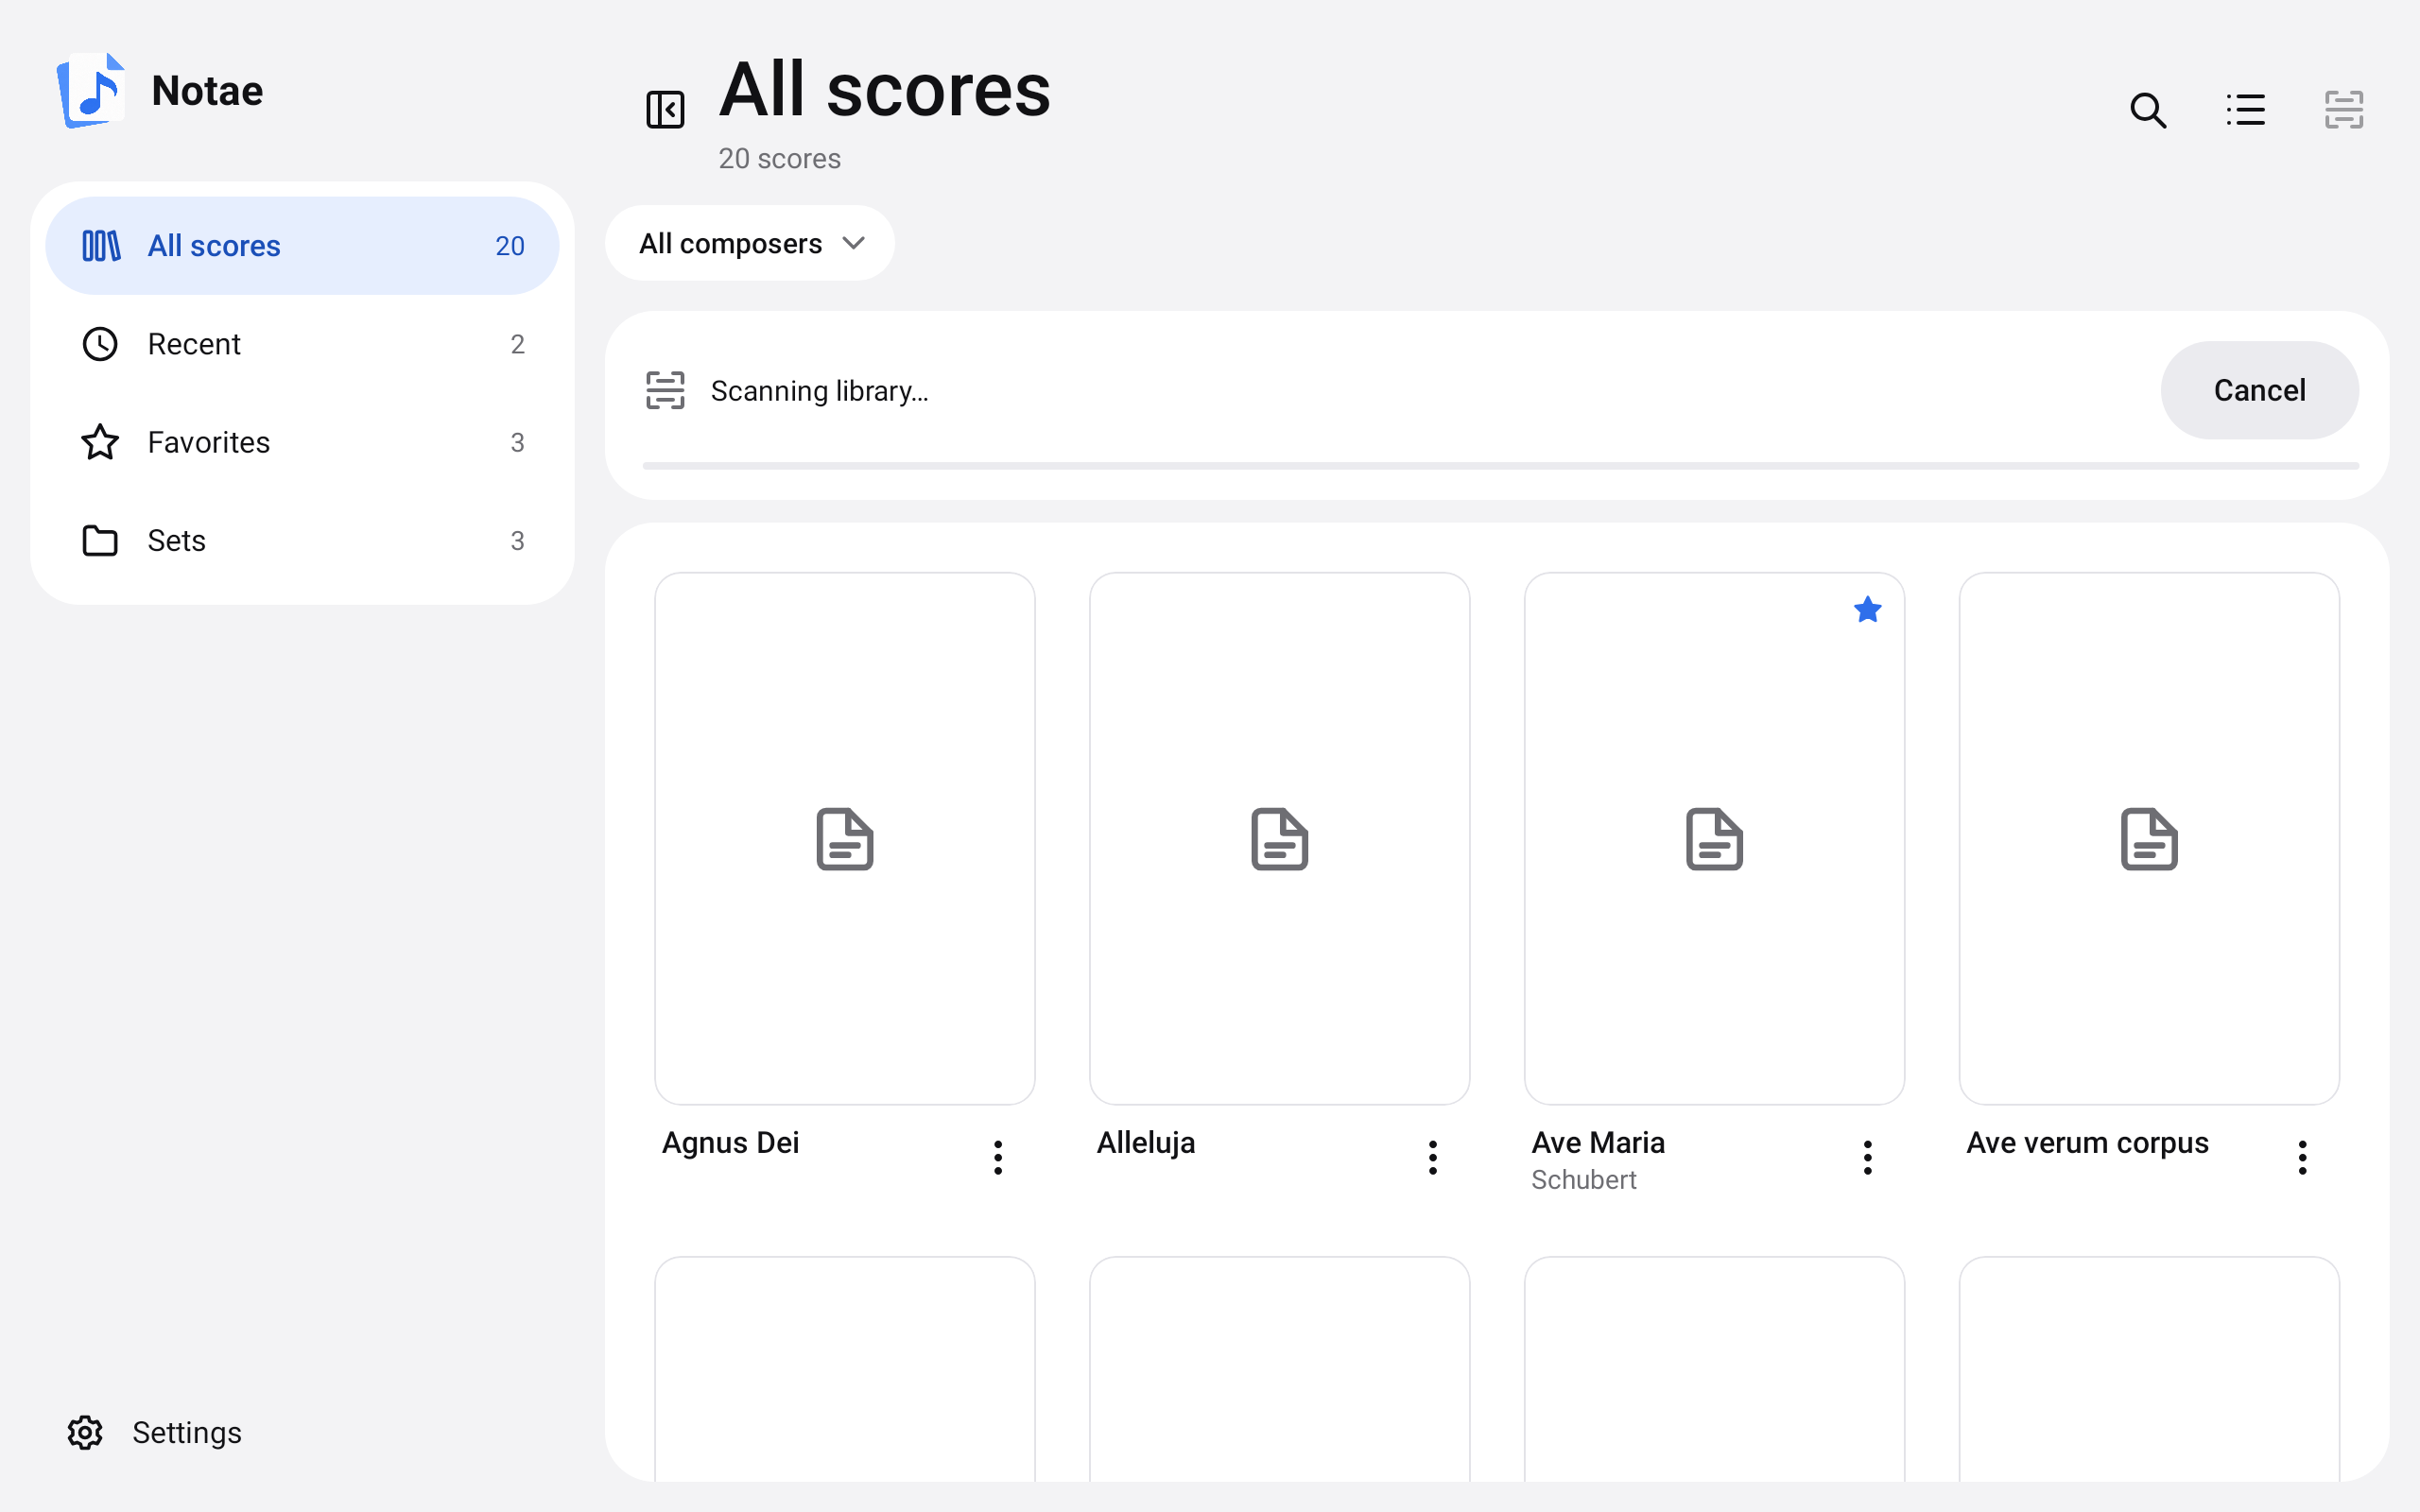 Notae
All scores
20 scores
All scores 20
Recent 2
Favorites 3
Sets 3
Settings
All composers
Scanning library...
Cancel
Agnus Dei
Alleluja
Ave Maria
Schubert
Ave verum corpus